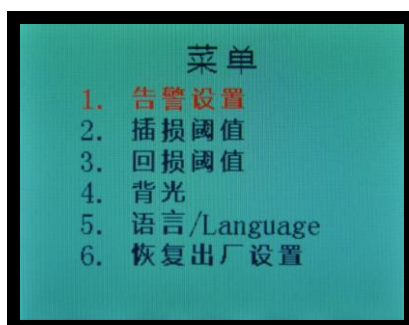 菜单
1. 告警设置
2. 插损阈值
3. 回损阈值
4. 背光
5. 语言/Language
6. 恢复出厂设置